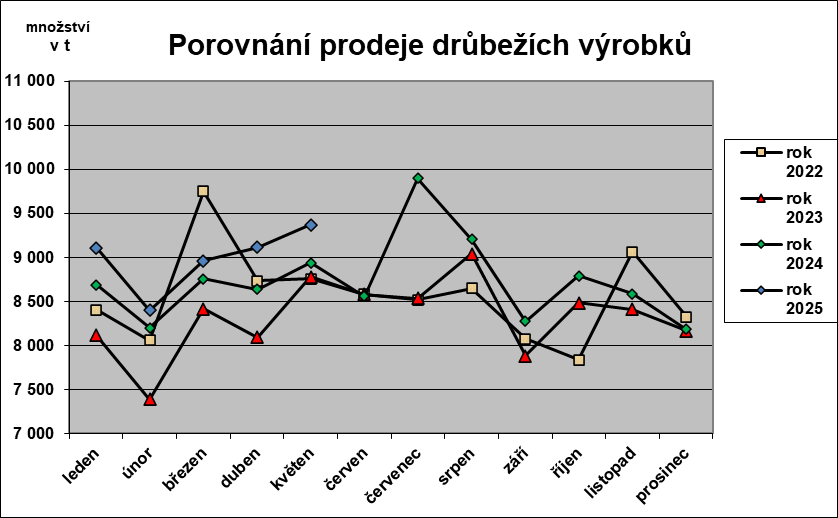 množství
v t
Porovnání prodeje drůbežích výrobků
11 000
10 500
10 000
9 500
9 000
8 500
8 000
7 500
7 000
leden
únor
březen
duben
květen
červen
červenec
srpen
září
říjen
listopad
prosinec
rok
2022
rok
2023
rok
2024
rok
2025